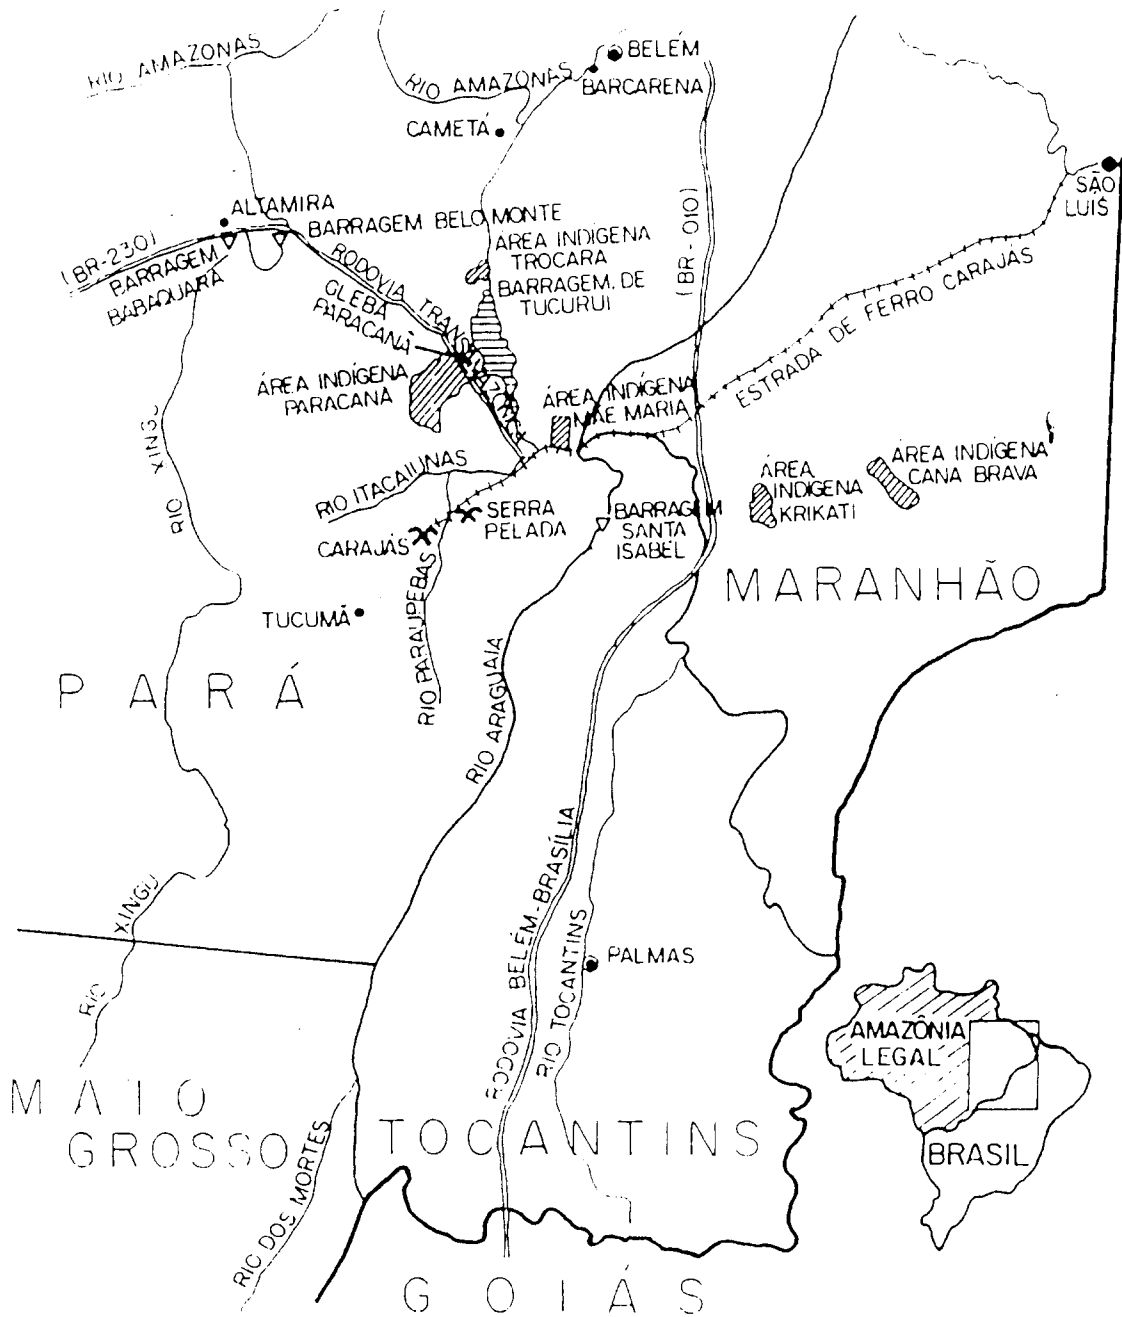 RIO AMAZONAS
RIO AMAZONAS
BELÉM
BARCARENA
CAMETÁ
SÃO
LUÍS
ALTAMIRA
BARRAGEM BELO MONTE
(BR-230)
BARRAGEM
BABAQUARA
RODOVIA TRANSAMAZÔNICA
GLEBA
PARACANÃ
ÁREA INDÍGENA
TROCARA
BARRAGEM. DE
TUCURUI
(BR-010)
ESTRADA DE FERRO CARAJÁS
ÁREA INDÍGENA
PARACANÃ
ÁREA INDÍGENA
MAE MARIA
RIO XINGU
RIO ITACAIUNAS
ÁREA
INDÍGENA
KRIKATI
ÁREA INDÍGENA
CANA BRAVA
SERRA
PELADA
CARAJÁS
BARRAGEM
SANTA
ISABEL
MARANHÃO
TUCUMÃ
RIO PARAUPEBAS
PARÁ
RIO ARAGUAIA
RIO XINGU
RODOVIA BELÉM-BRASÍLIA
RIO TOCANTINS
PALMAS
AMAZÔNIA
LEGAL
BRASIL
MATO
GROSSO
TOCANTINS
RIO DOS MORTES
GOIÁS